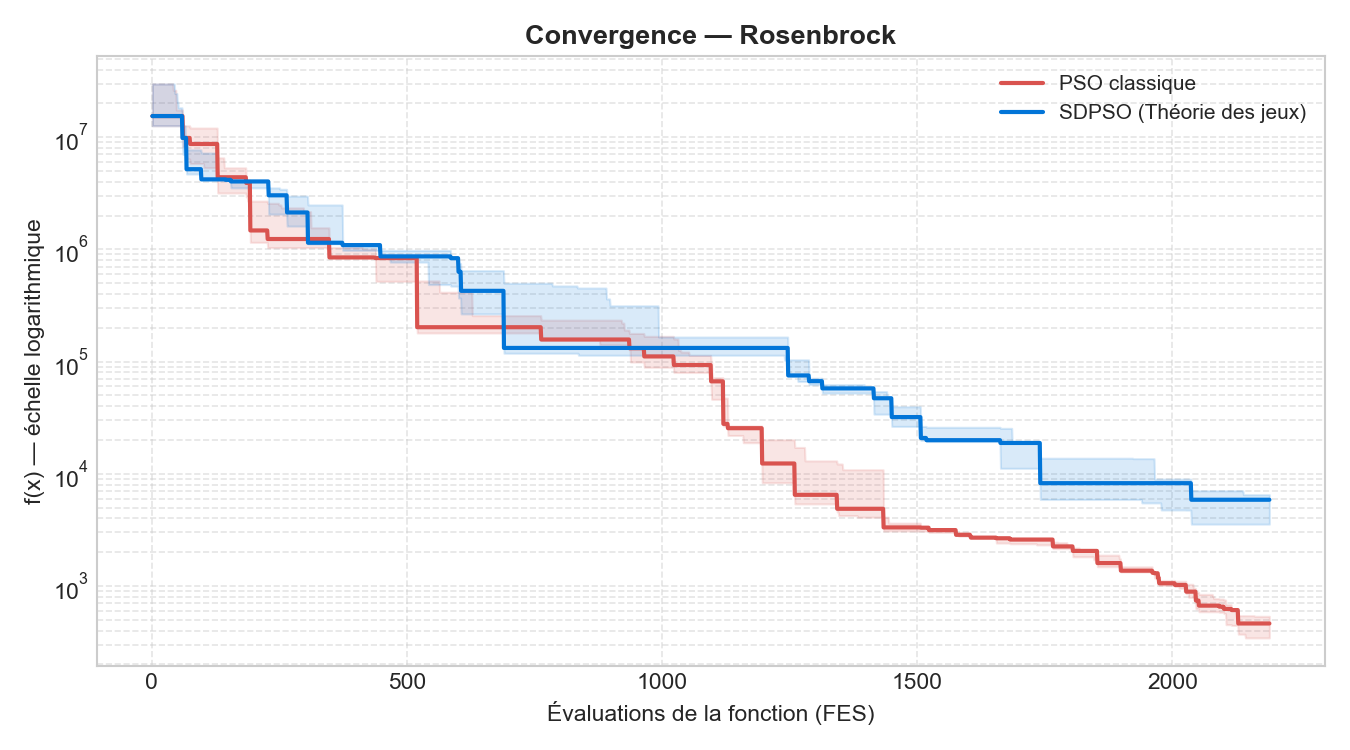 Convergence — Rosenbrock
PSO classique
SDPSO (Théorie des jeux)
f(x) — échelle logarithmique
10^7
10^6
10^5
10^4
10^3
0 500 1000 1500 2000
Évaluations de la fonction (FES)